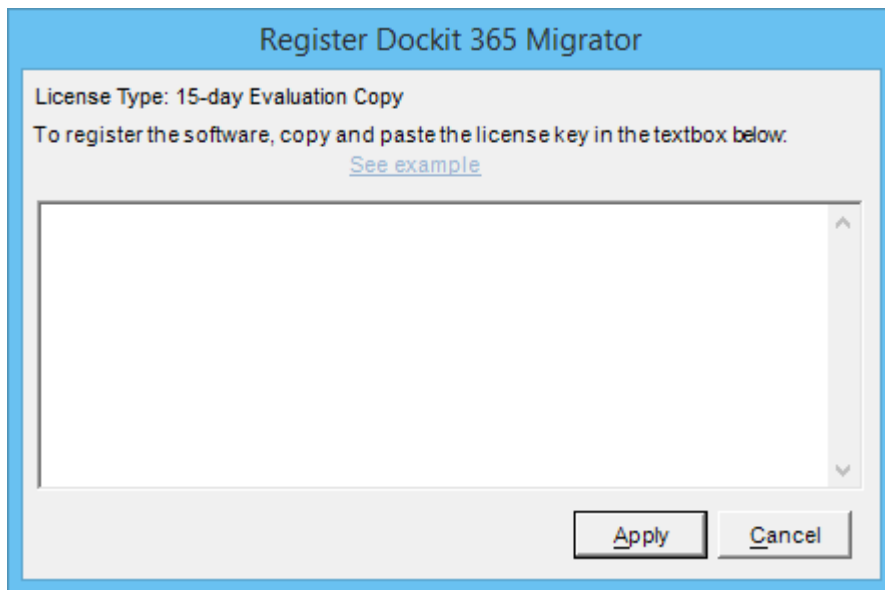 Register Dockit 365 Migrator
License Type: 15-day Evaluation Copy
To register the software, copy and paste the license key in the textbox below:
See example
Apply
Cancel